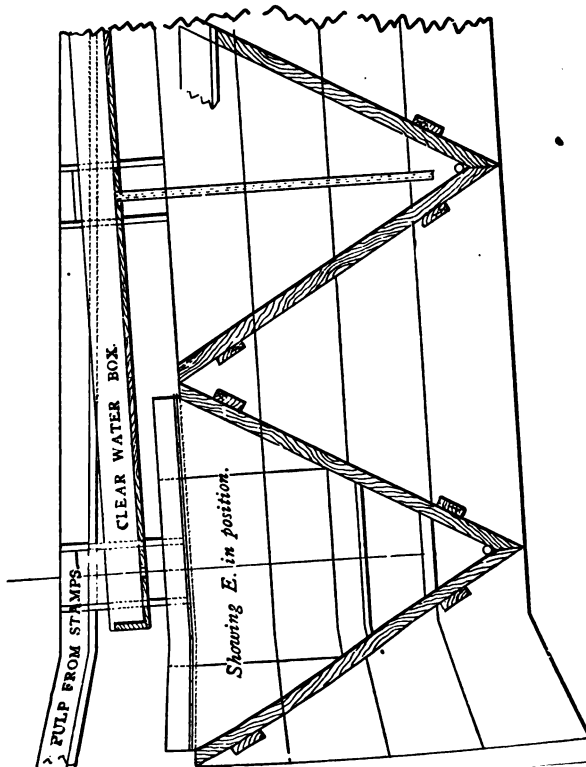 PULP FROM STAMPS
CLEAR WATER BOX.
Showing E. in position.